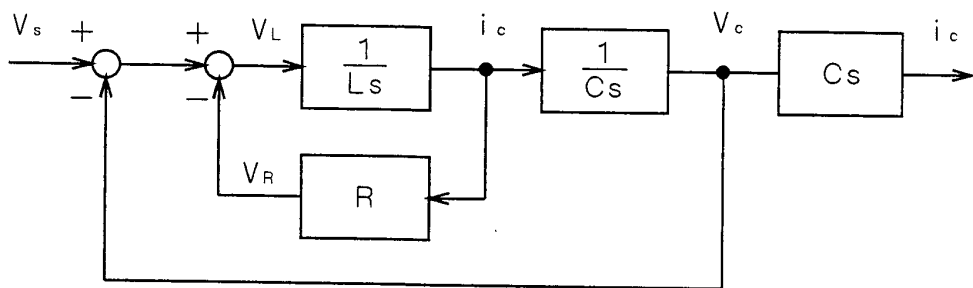 Vs + − + − VL 1/Ls ic 1/Cs Vc Cs ic
VR R